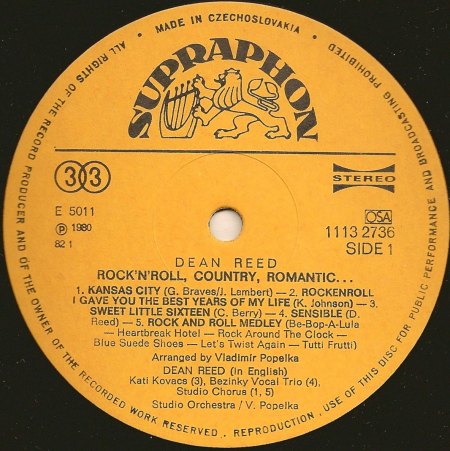 • MADE IN CZECHOSLOVAKIA •
ALL RIGHTS OF THE RECORD PRODUCER AND OF THE OWNER OF THE RECORDED WORK RESERVED. REPRODUCTION. USE OF THIS DISC FOR PUBLIC PERFORMANCE AND BROADCASTING PROHIBITED
SUPRAPHON
33
STEREO
E 5011
Ⓟ 1980
82 1
OSA
1113 2736
SIDE 1
DEAN REED
ROCK'N'ROLL, COUNTRY, ROMANTIC...
1. KANSAS CITY (G. Braves/J. Lambert) — 2. ROCKENROLL
I GAVE YOU THE BEST YEARS OF MY LIFE (K. Johnson) — 3.
SWEET LITTLE SIXTEEN (C. Berry) — 4. SENSIBLE (D.
Reed) — 5. ROCK AND ROLL MEDLEY (Be-Bop-A-Lula
— Heartbreak Hotel — Rock Around The Clock —
Blue Suede Shoes — Let's Twist Again — Tutti Frutti)
Arranged by Vladimír Popelka
DEAN REED (in English)
Kati Kovacs (3), Bezinky Vocal Trio (4),
Studio Chorus (1, 5)
Studio Orchestra / V. Popelka